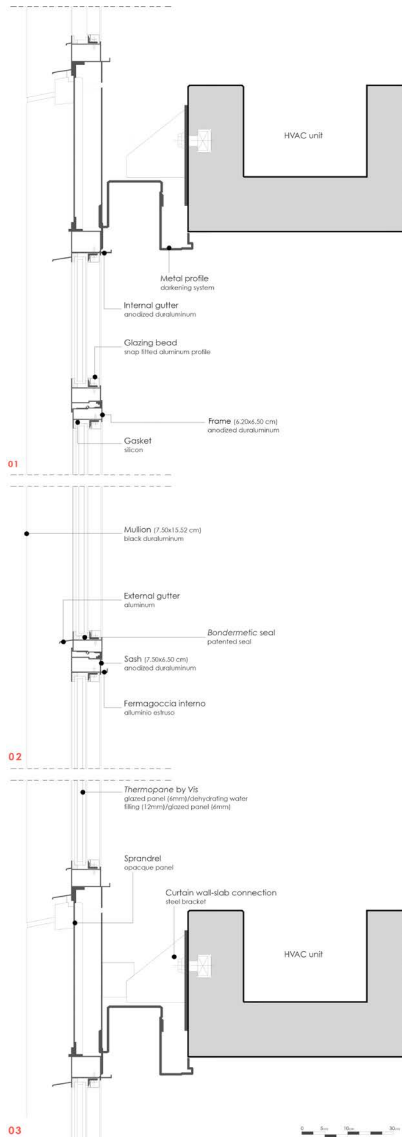 HVAC unit
Metal profile
darkening system
Internal gutter
anodized duraluminum
Glazing bead
snap fitted aluminum profile
Frame (6.20x6.50 cm)
anodized duraluminum
Gasket
silicon
01
Mullion (7.50x15.52 cm)
black duraluminum
External gutter
aluminum
Bondermetic seal
patented seal
Sash (7.50x6.50 cm)
anodized duraluminum
Fermagoccia interno
alluminio estruso
02
Thermopane by Vis
glazed panel (6mm)/dehydrating water
filling (12mm)/glazed panel (6mm)
Sprandrel
opacque panel
Curtain wall-slab connection
steel bracket
HVAC unit
03
0 5cm 10cm 30cm